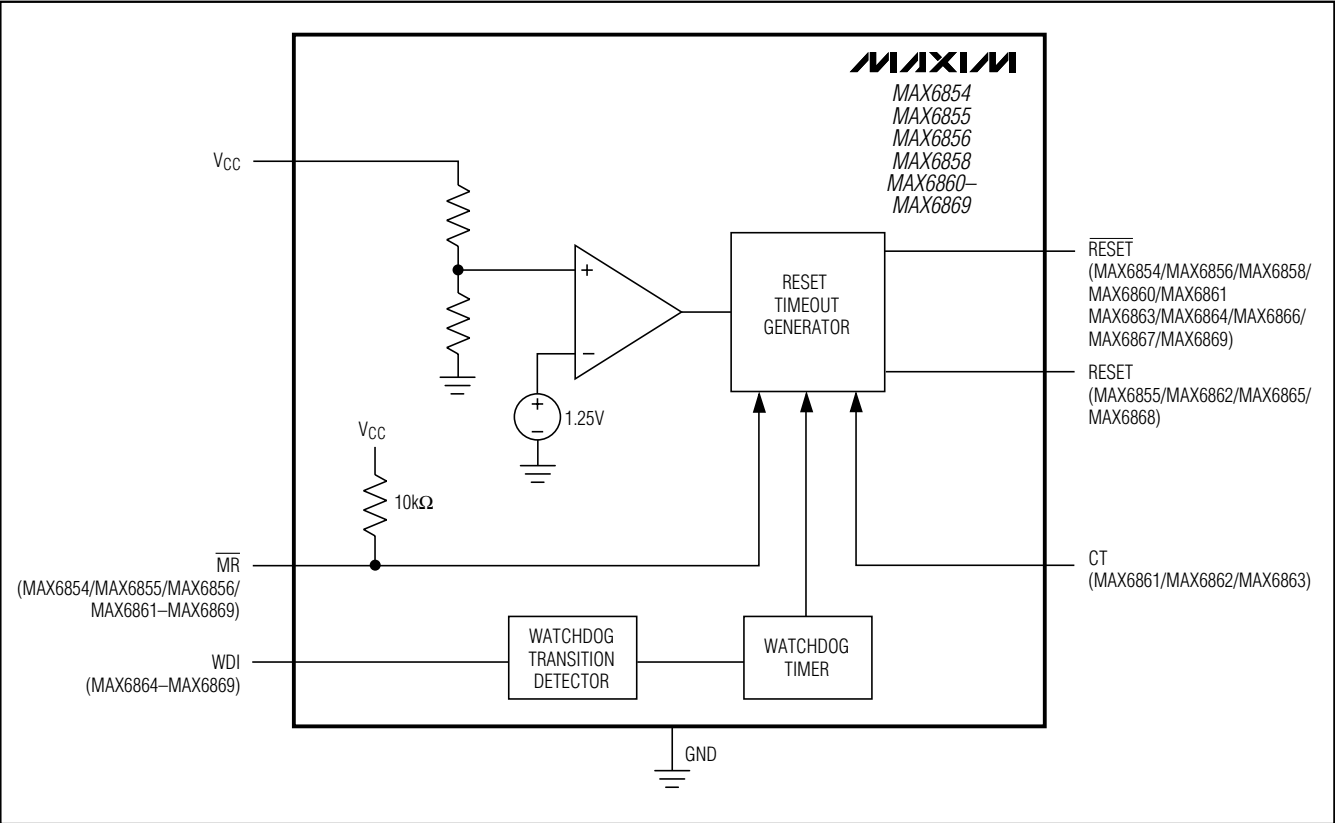 MAXIM
MAX6854
MAX6855
MAX6856
MAX6858
MAX6860–
MAX6869
VCC
+
−
+
−
1.25V
RESET
TIMEOUT
GENERATOR
RESET
(MAX6854/MAX6856/MAX6858/
MAX6860/MAX6861
MAX6863/MAX6864/MAX6866/
MAX6867/MAX6869)
RESET
(MAX6855/MAX6862/MAX6865/
MAX6868)
VCC
10kΩ
MR
(MAX6854/MAX6855/MAX6856/
MAX6861–MAX6869)
CT
(MAX6861/MAX6862/MAX6863)
WDI
(MAX6864–MAX6869)
WATCHDOG
TRANSITION
DETECTOR
WATCHDOG
TIMER
GND